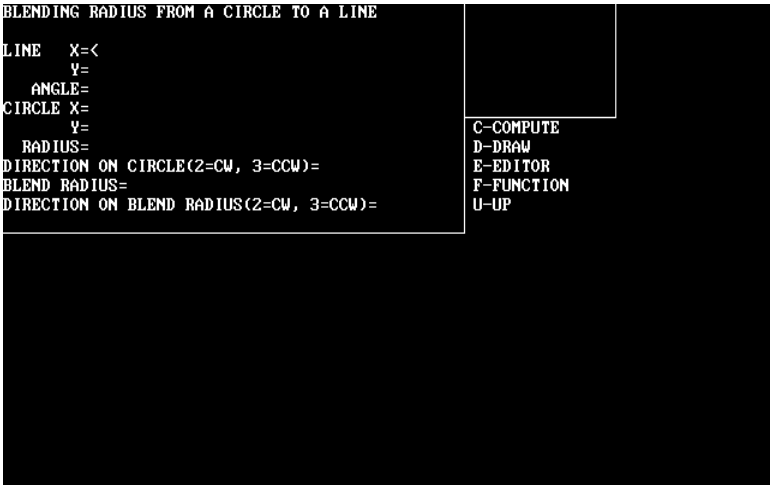 BLENDING RADIUS FROM A CIRCLE TO A LINE
LINE   X=<
       Y=
   ANGLE=
CIRCLE X=
       Y=
  RADIUS=
DIRECTION ON CIRCLE(2=CW, 3=CCW)=
BLEND RADIUS=
DIRECTION ON BLEND RADIUS(2=CW, 3=CCW)=
C-COMPUTE
D-DRAW
E-EDITOR
F-FUNCTION
U-UP